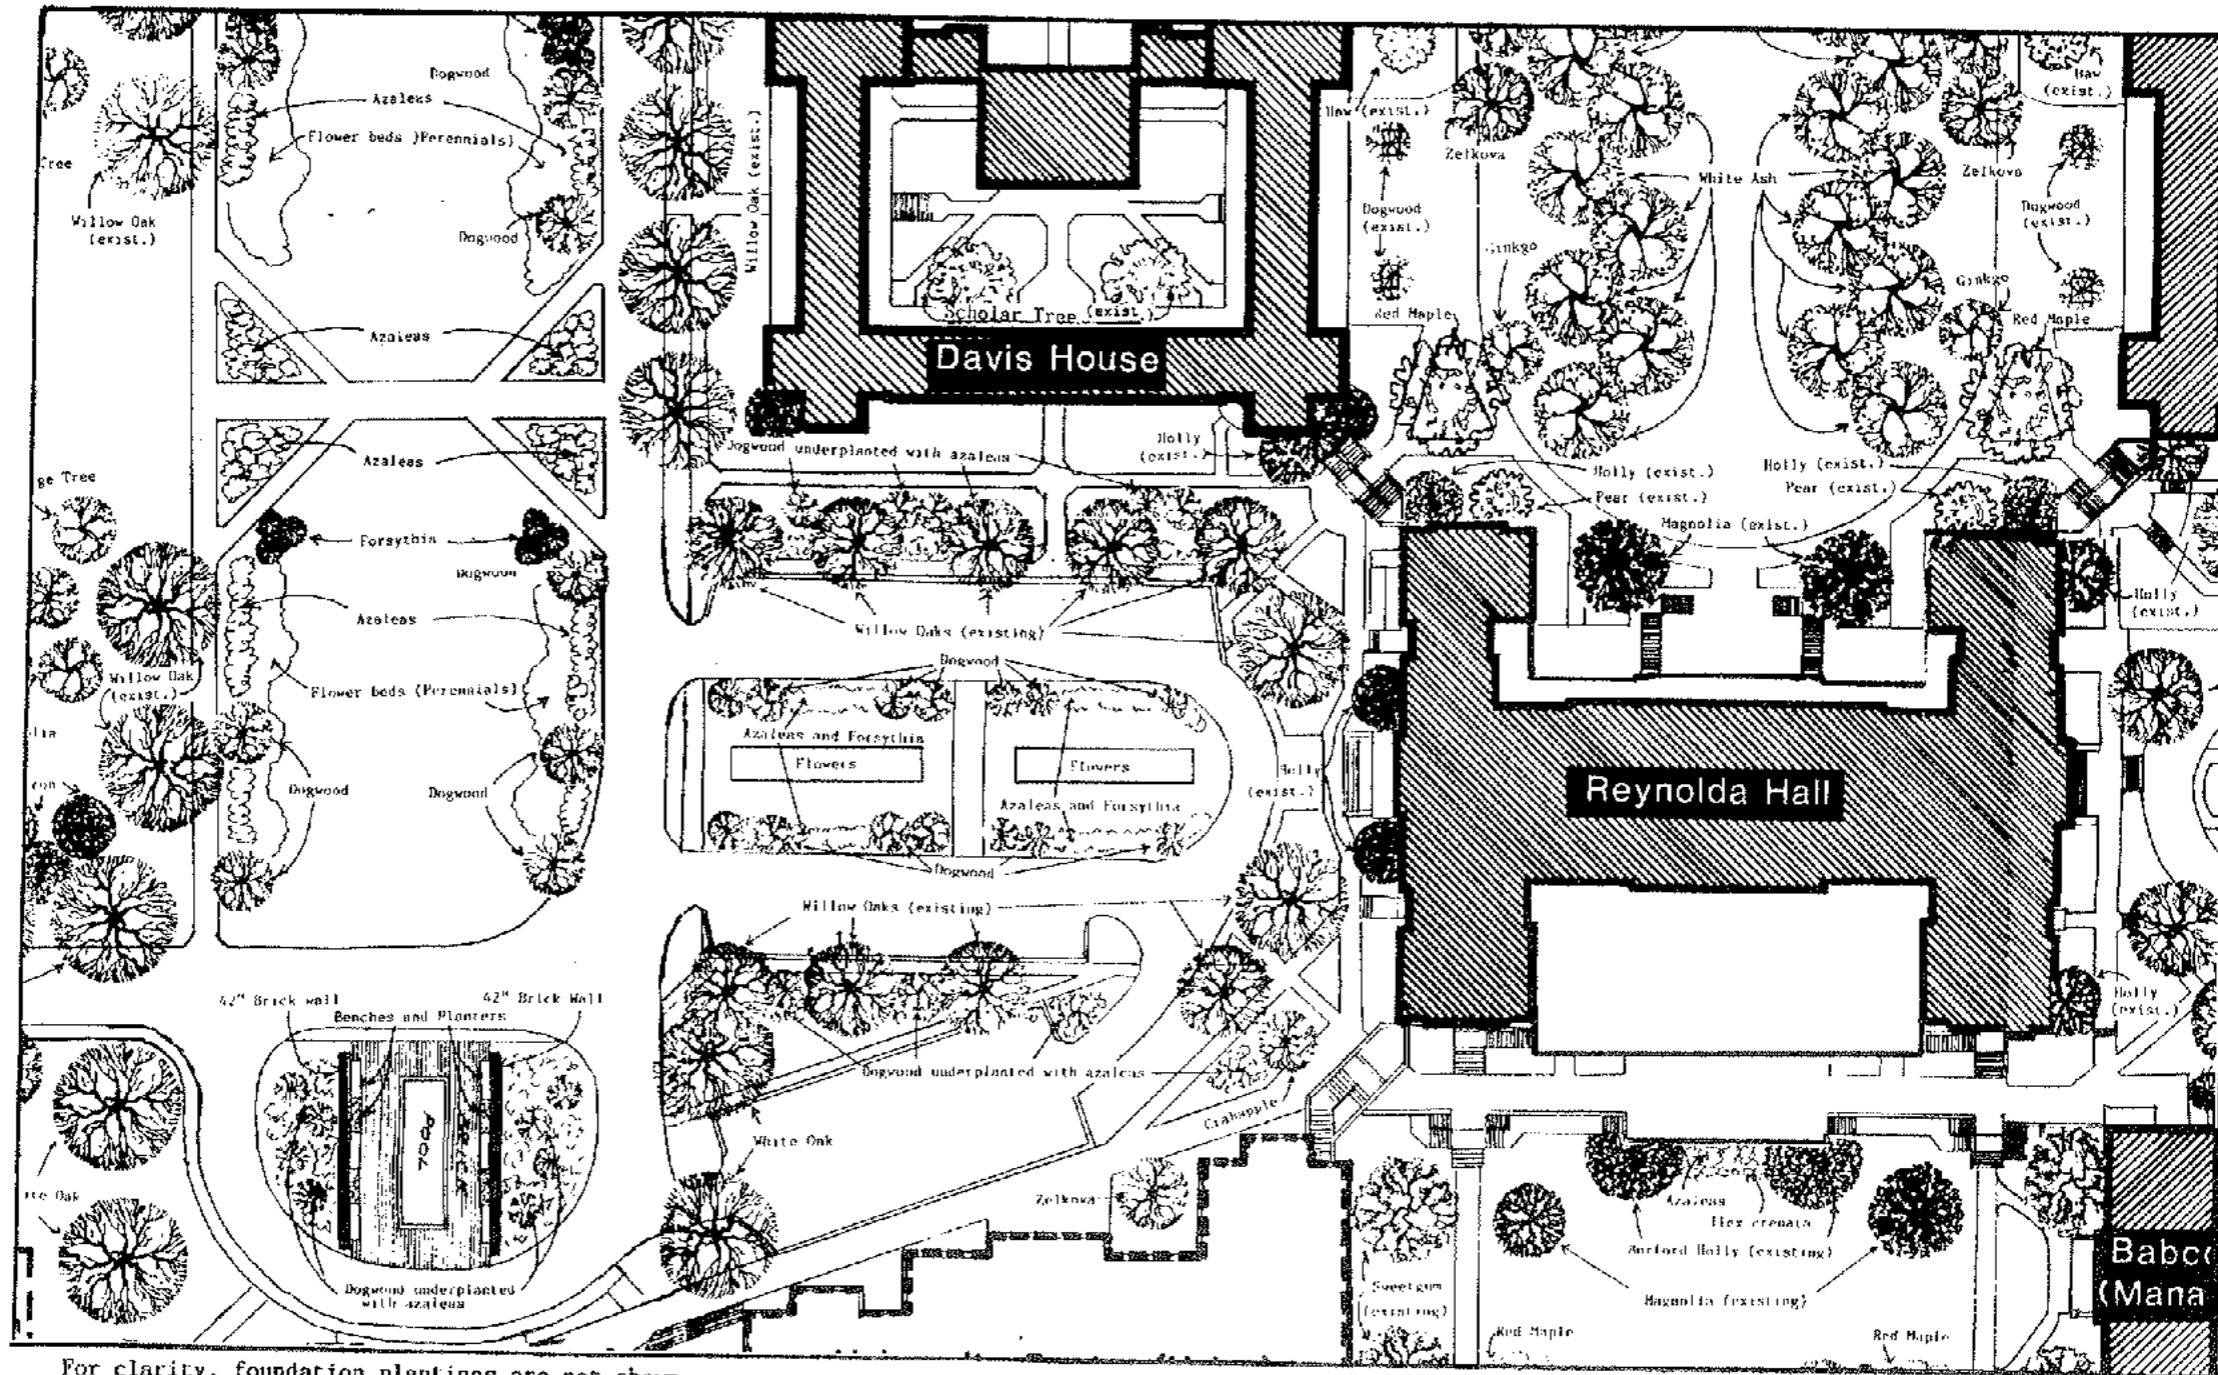 Dogwood
Azaleas
Flower beds )Perennials)
Tree
Willow Oak
(exist.)
Dogwood
Azaleas
Willow Oak (exist.)
Scholar Tree (exist.)
Davis House
Haw (exist.)
Zelkova
Dogwood
(exist.)
Ginkgo
Red Maple
White Ash
Haw
(exist.)
Zelkova
Dogwood
(exist.)
Ginkgo
Red Maple
Azaleas
ge Tree
Forsythia
Dogwood
Azaleas
Willow Oak
(exist.)
Flower beds (Perennials)
Dogwood
Dogwood
Dogwood underplanted with azaleas
Holly
(exist.)
Holly (exist.)
Pear (exist.)
Holly (exist.)
Pear (exist.)
Magnolia (exist.)
Holly
(exist.)
Willow Oaks (existing)
Dogwood
Azaleas and Forsythia
Flowers
Flowers
Azaleas and Forsythia
Dogwood
Holly
(exist.)
Reynolda Hall
Willow Oaks (existing)
Holly
(exist.)
42" Brick wall
42" Brick Wall
Benches and Planters
POOL
Dogwood underplanted
with azaleas
Dogwood underplanted with azaleas
Crabapple
White Oak
Zelkova
Azaleas
Ilex crenata
Burford Holly (existing)
Sweetgum
(existing)
Magnolia (existing)
Red Maple
Red Maple
Babc
(Mana
For clarity, foundation plantings are not shown